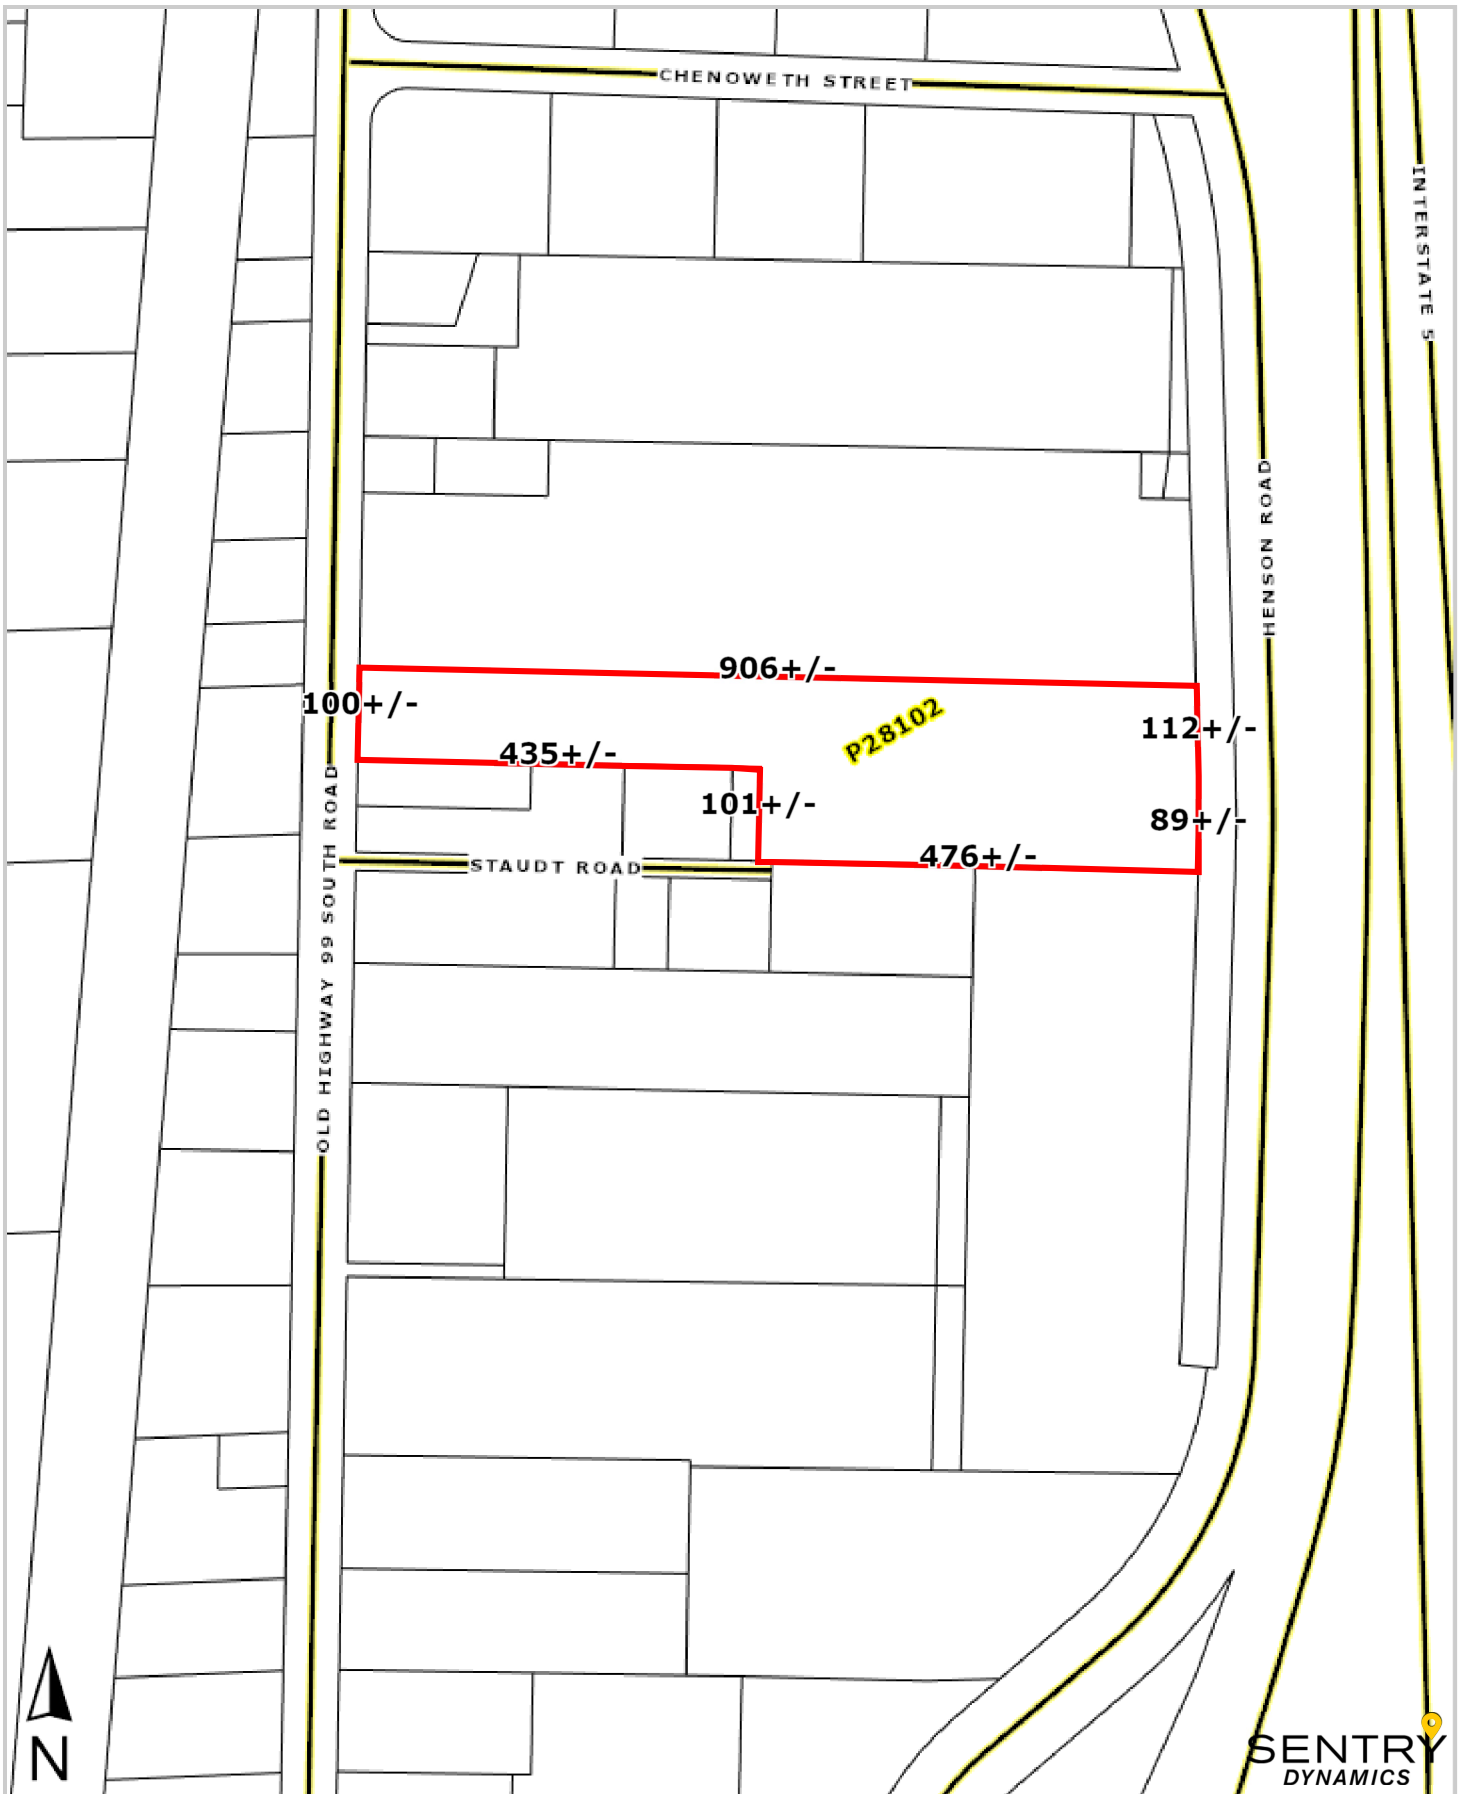 CHENOWETH STREET
INTERSTATE 5
HENSON ROAD
906+/-
100+/-
P28102
112+/-
435+/-
101+/-
89+/-
476+/-
STAUDT ROAD
OLD HIGHWAY 99 SOUTH ROAD
N
SENTRY
DYNAMICS